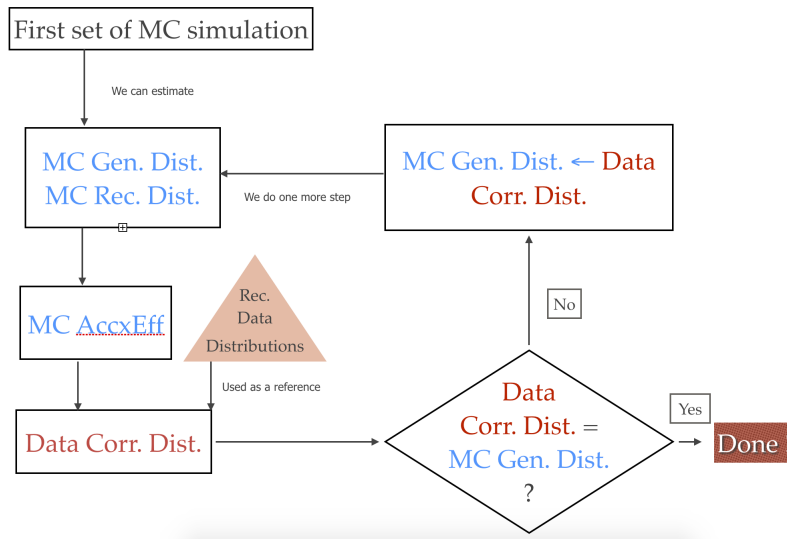 First set of MC simulation
We can estimate
MC Gen. Dist.
MC Rec. Dist.
We do one more step
MC Gen. Dist. ← Data
Corr. Dist.
MC AccxEff
Rec.
Data
Distributions
Used as a reference
Data Corr. Dist.
Data
Corr. Dist. =
MC Gen. Dist.
?
No
Yes
Done